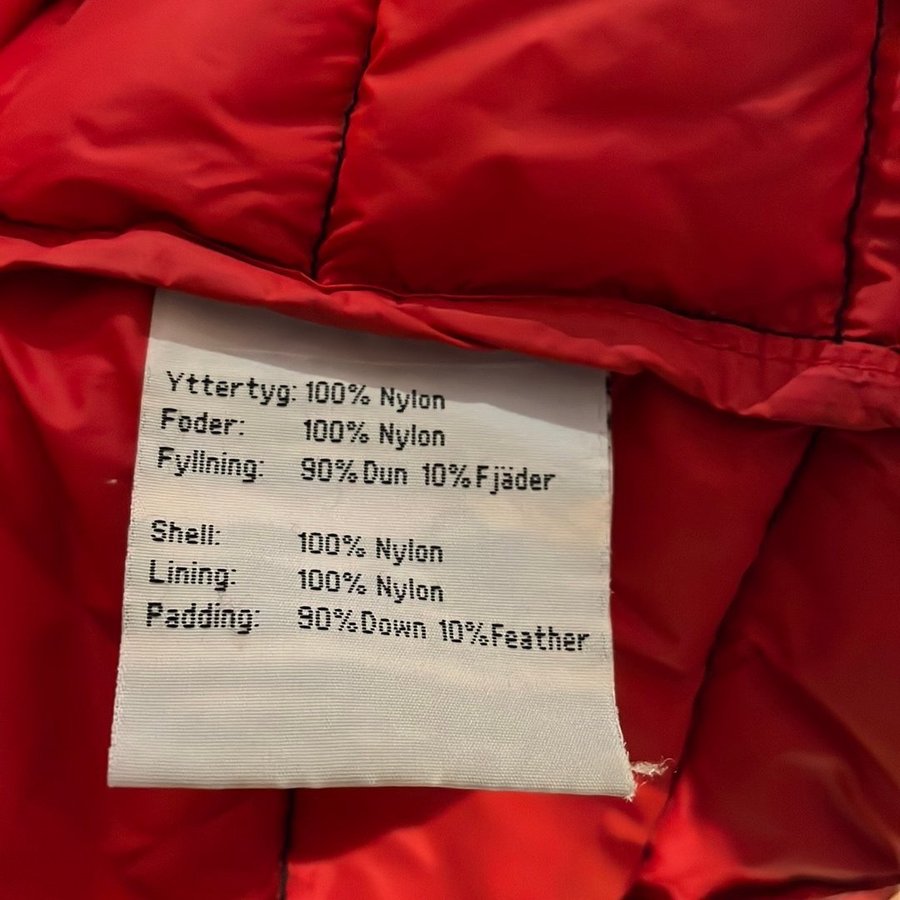 Yttertyg: 100% Nylon
Foder: 100% Nylon
Fyllning: 90% Dun 10% Fjäder
Shell: 100% Nylon
Lining: 100% Nylon
Padding: 90% Down 10% Feather